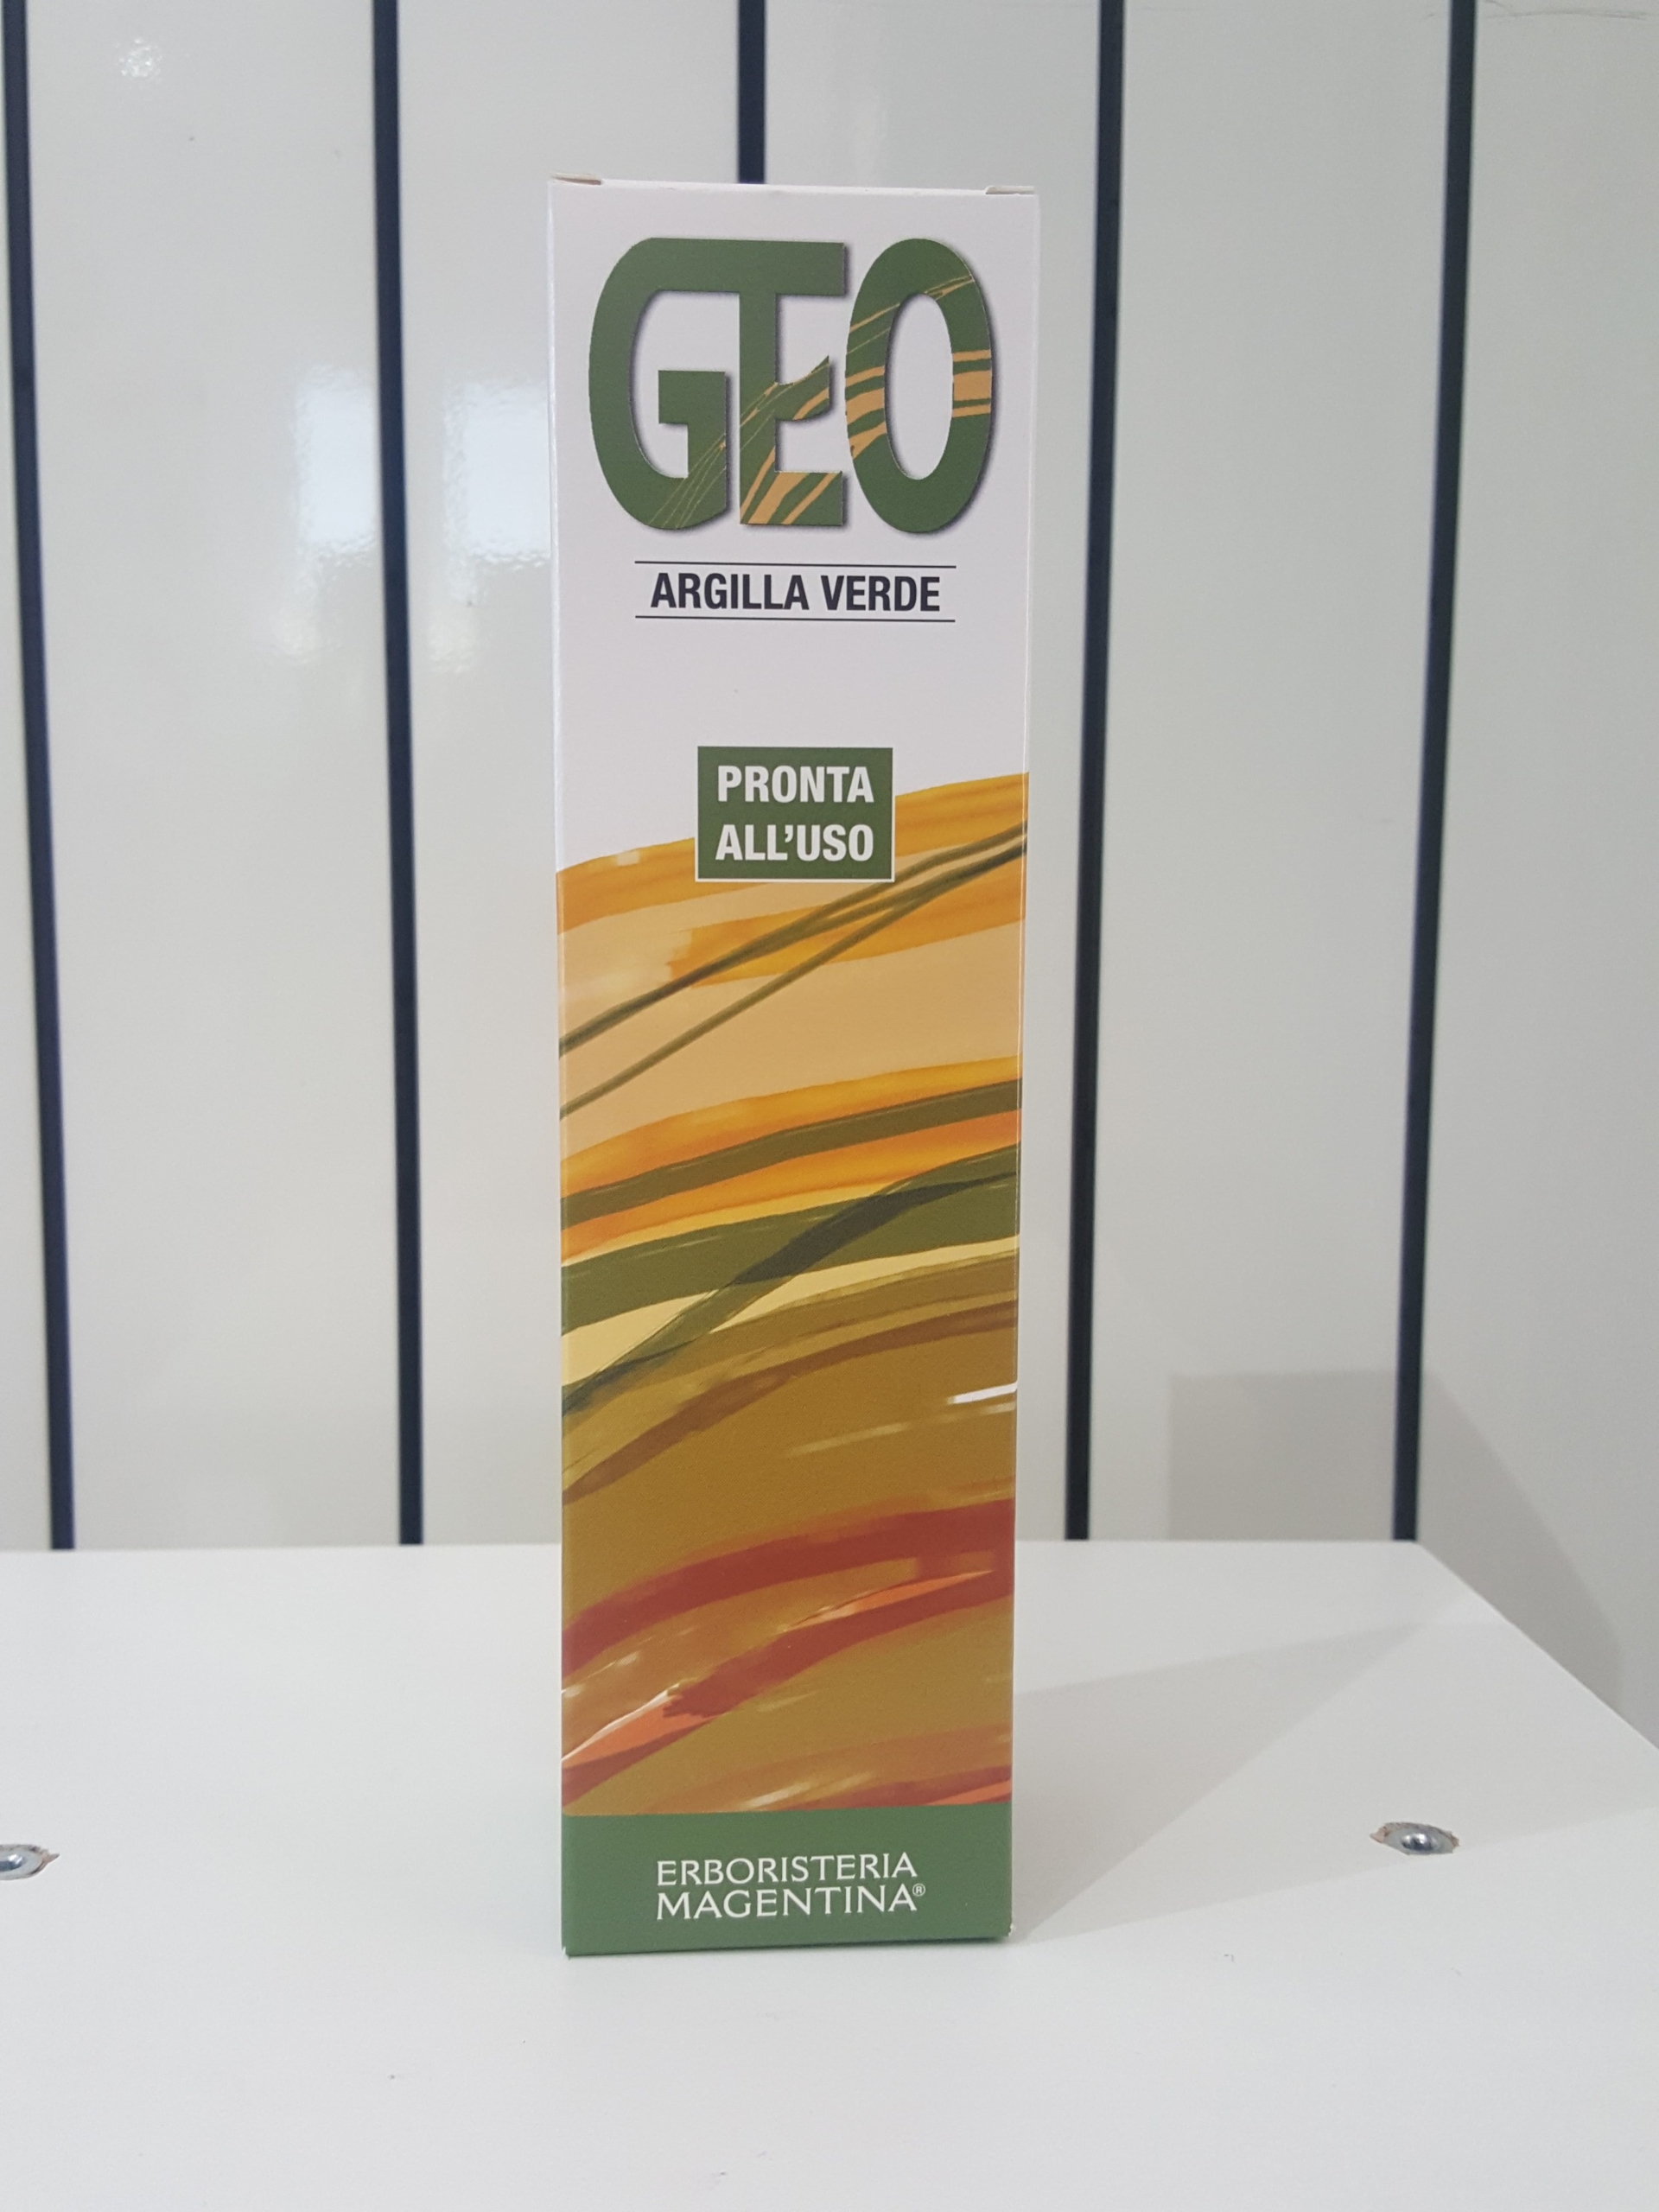 GEO
ARGILLA VERDE
PRONTA
ALL'USO
ERBORISTERIA
MAGENTINA®